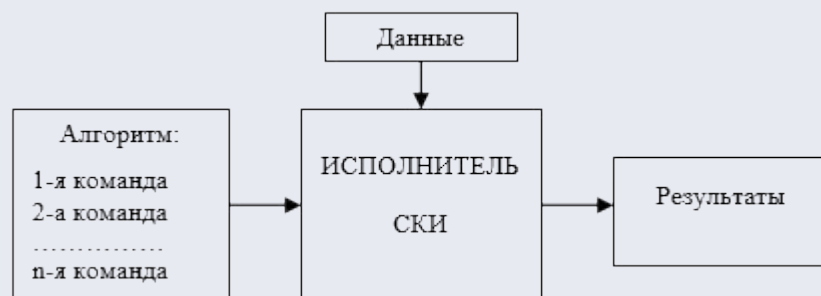 Данные
Алгоритм:
1-я команда
2-а команда
...............
n-я команда
ИСПОЛНИТЕЛЬ
СКИ
Результаты